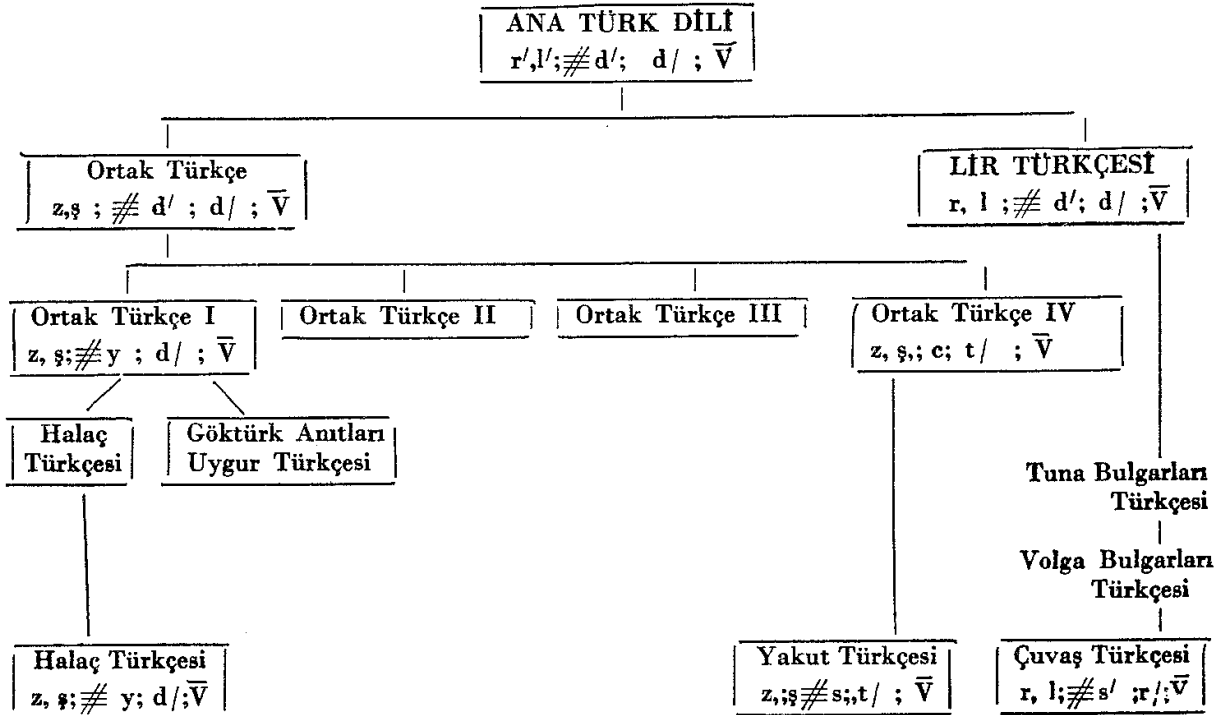 ANA TÜRK DİLİ
r′,l′;⋕d′; d/ ; V̄
Ortak Türkçe
z,ş ; ⋕ d′ ; d/ ; V̄
LİR TÜRKÇESİ
r, l ;⋕ d′; d/ ;V̄
Ortak Türkçe I
z, ş;⋕ y ; d/ ; V̄
Ortak Türkçe II
Ortak Türkçe III
Ortak Türkçe IV
z, ş,; c; t/ ; V̄
Halaç
Türkçesi
Göktürk Anıtları
Uygur Türkçesi
Tuna Bulgarları
Türkçesi
Volga Bulgarları
Türkçesi
Halaç Türkçesi
z, ş;⋕ y; d/;V̄
Yakut Türkçesi
z,;ş⋕s;,t/ ; V̄
Çuvaş Türkçesi
r, l;⋕s′ ;r/;V̄